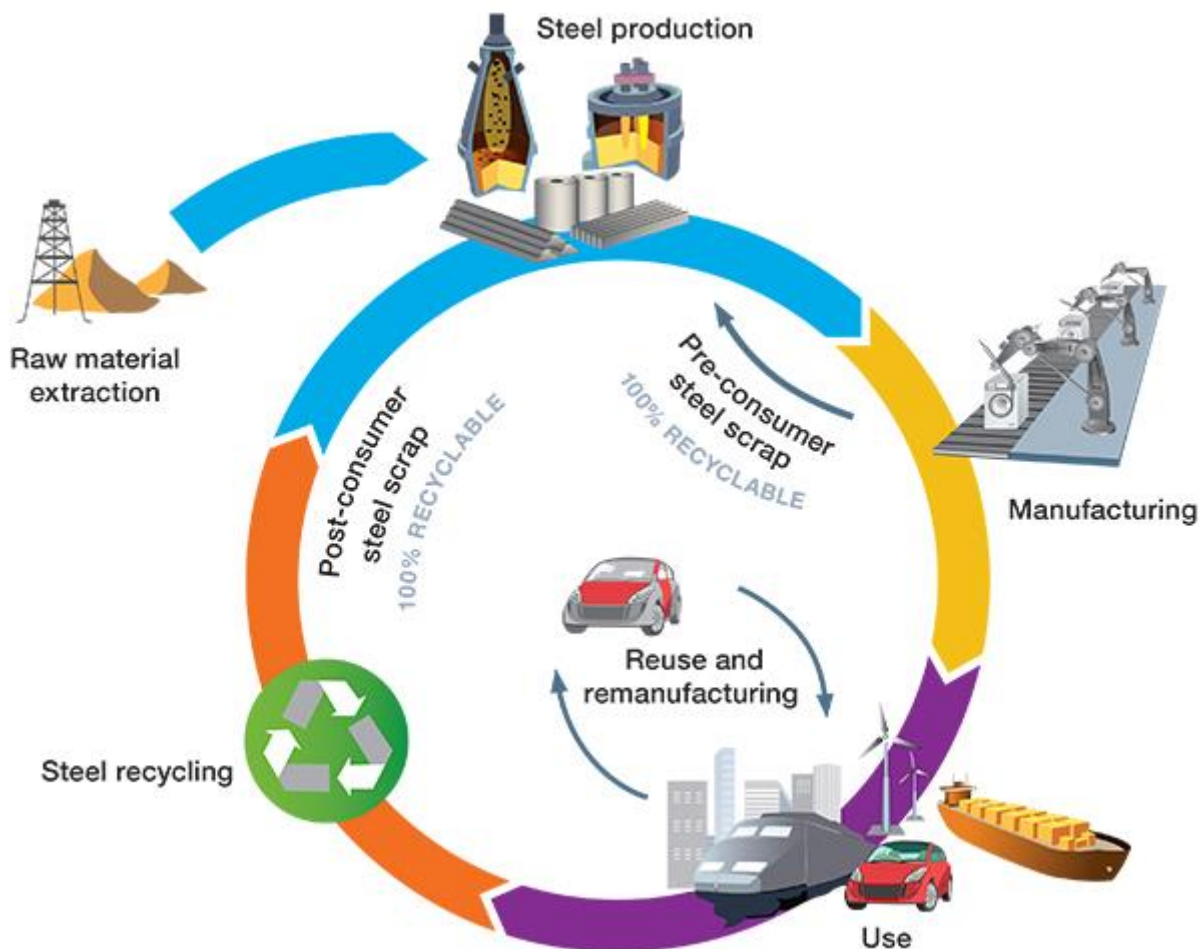 Steel production
Raw material
extraction
Pre-consumer
steel scrap
100% RECYCLABLE
Post-consumer
steel scrap
100% RECYCLABLE
Manufacturing
Reuse and
remanufacturing
Steel recycling
Use